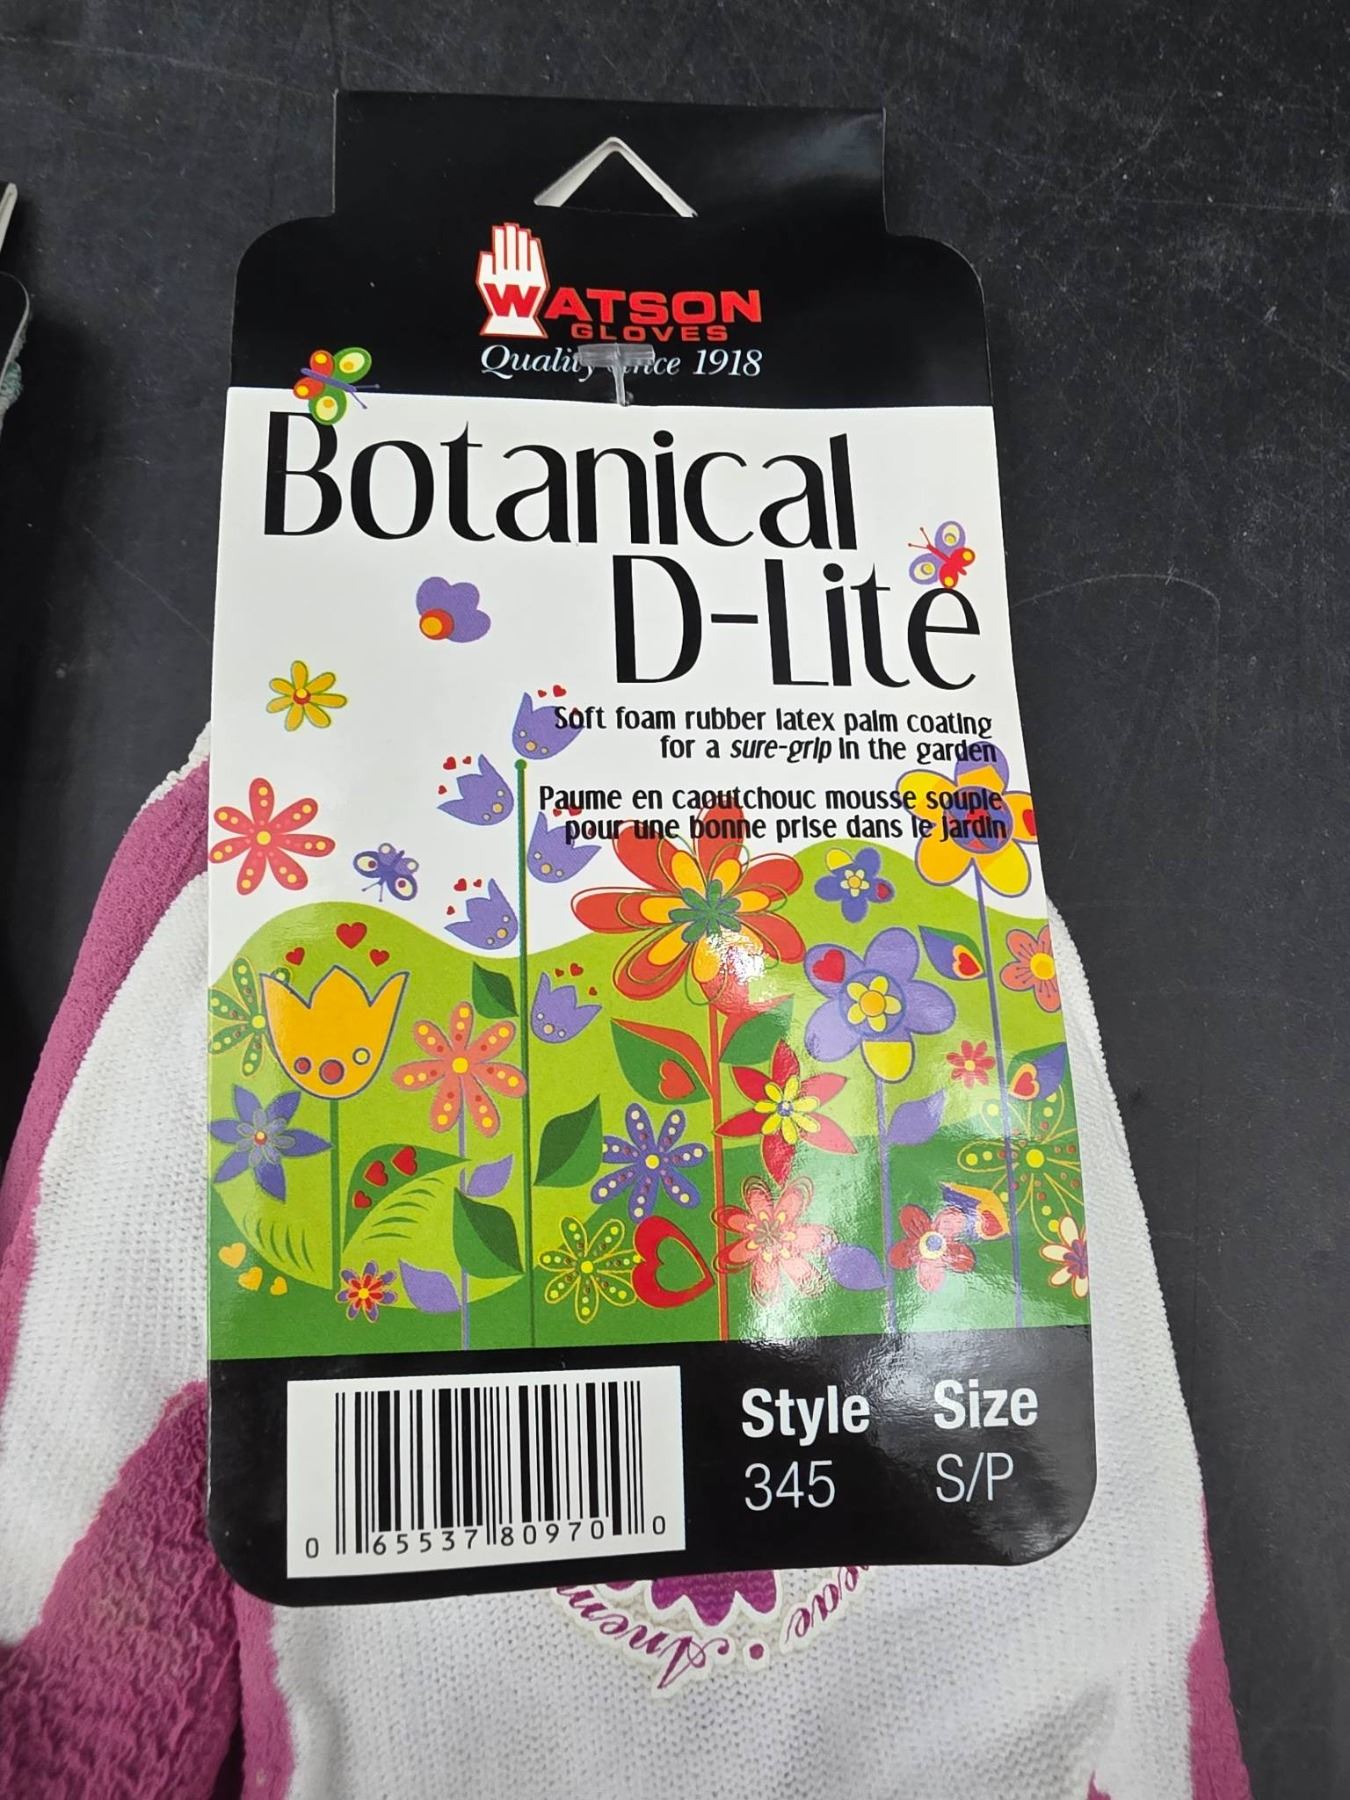 WATSON
GLOVES
Quality Since 1918
Botanical
D-Lite
Soft foam rubber latex palm coating
for a sure-grip in the garden
Paume en caoutchouc mousse souple
pour une bonne prise dans le jardin
Style
345
Size
S/P
0 65537 80970 0